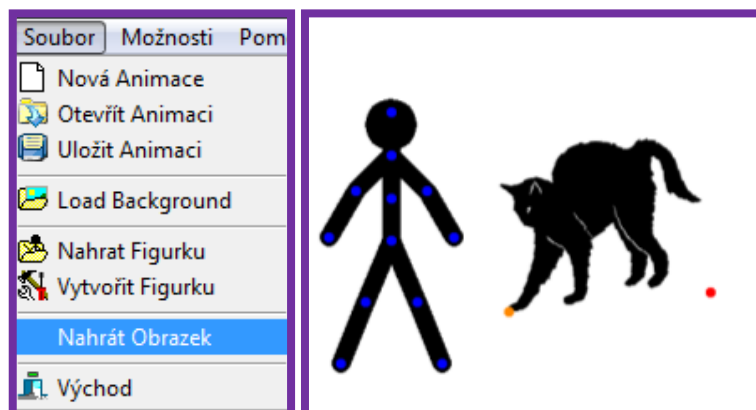 Soubor Možnosti Pom
Nová Animace
Otevřít Animaci
Uložit Animaci
Load Background
Nahrat Figurku
Vytvořit Figurku
Nahrát Obrazek
Východ